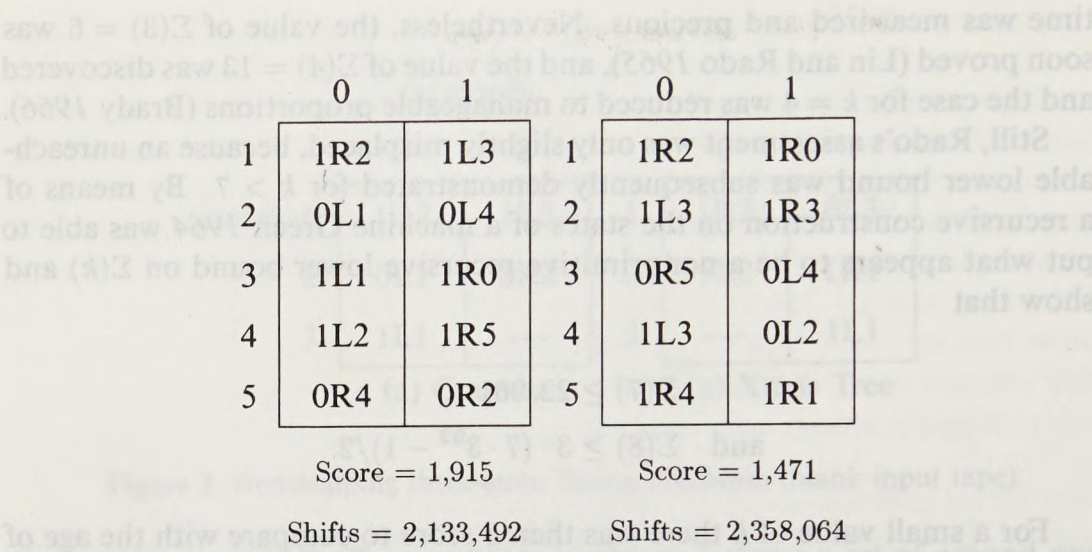 0 1 0 1
1 1R2 1L3 1 1R2 1R0
2 0L1 0L4 2 1L3 1R3
3 1L1 1R0 3 0R5 0L4
4 1L2 1R5 4 1L3 0L2
5 0R4 0R2 5 1R4 1R1
Score = 1,915 Score = 1,471
Shifts = 2,133,492 Shifts = 2,358,064